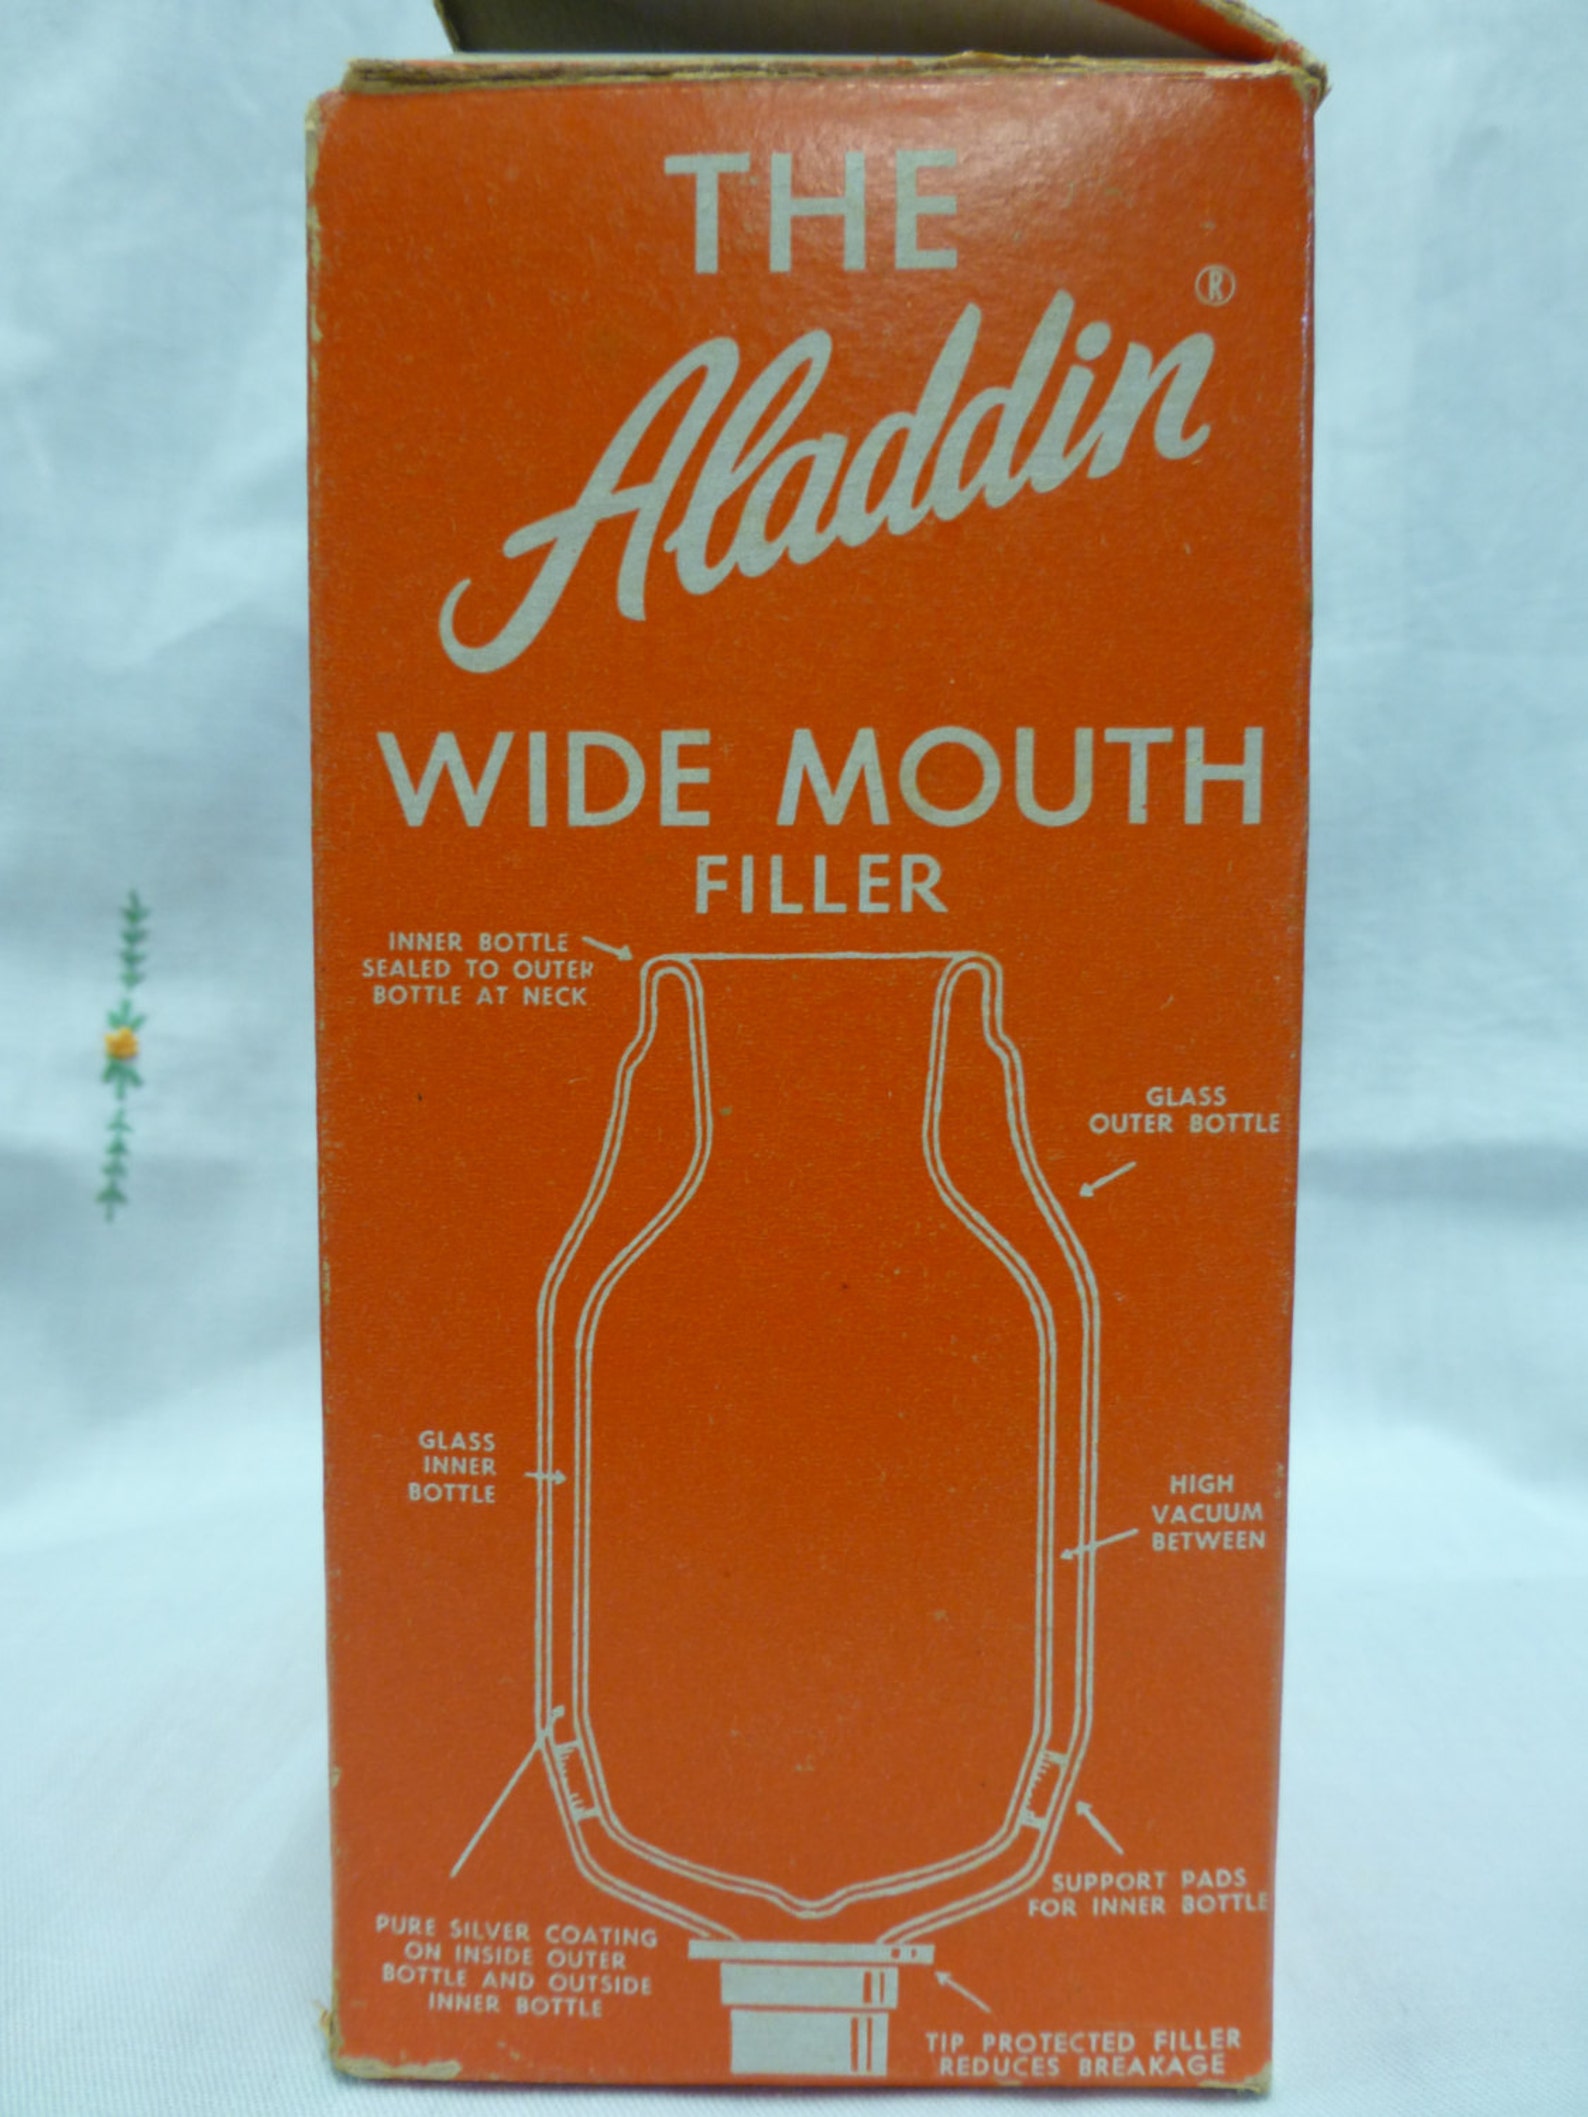 THE
Aladdin ®
WIDE MOUTH
FILLER
INNER BOTTLE
SEALED TO OUTER
BOTTLE AT NECK
GLASS
OUTER BOTTLE
GLASS
INNER
BOTTLE
HIGH
VACUUM
BETWEEN
SUPPORT PADS
FOR INNER BOTTLE
PURE SILVER COATING
ON INSIDE OUTER
BOTTLE AND OUTSIDE
INNER BOTTLE
TIP PROTECTED FILLER
REDUCES BREAKAGE